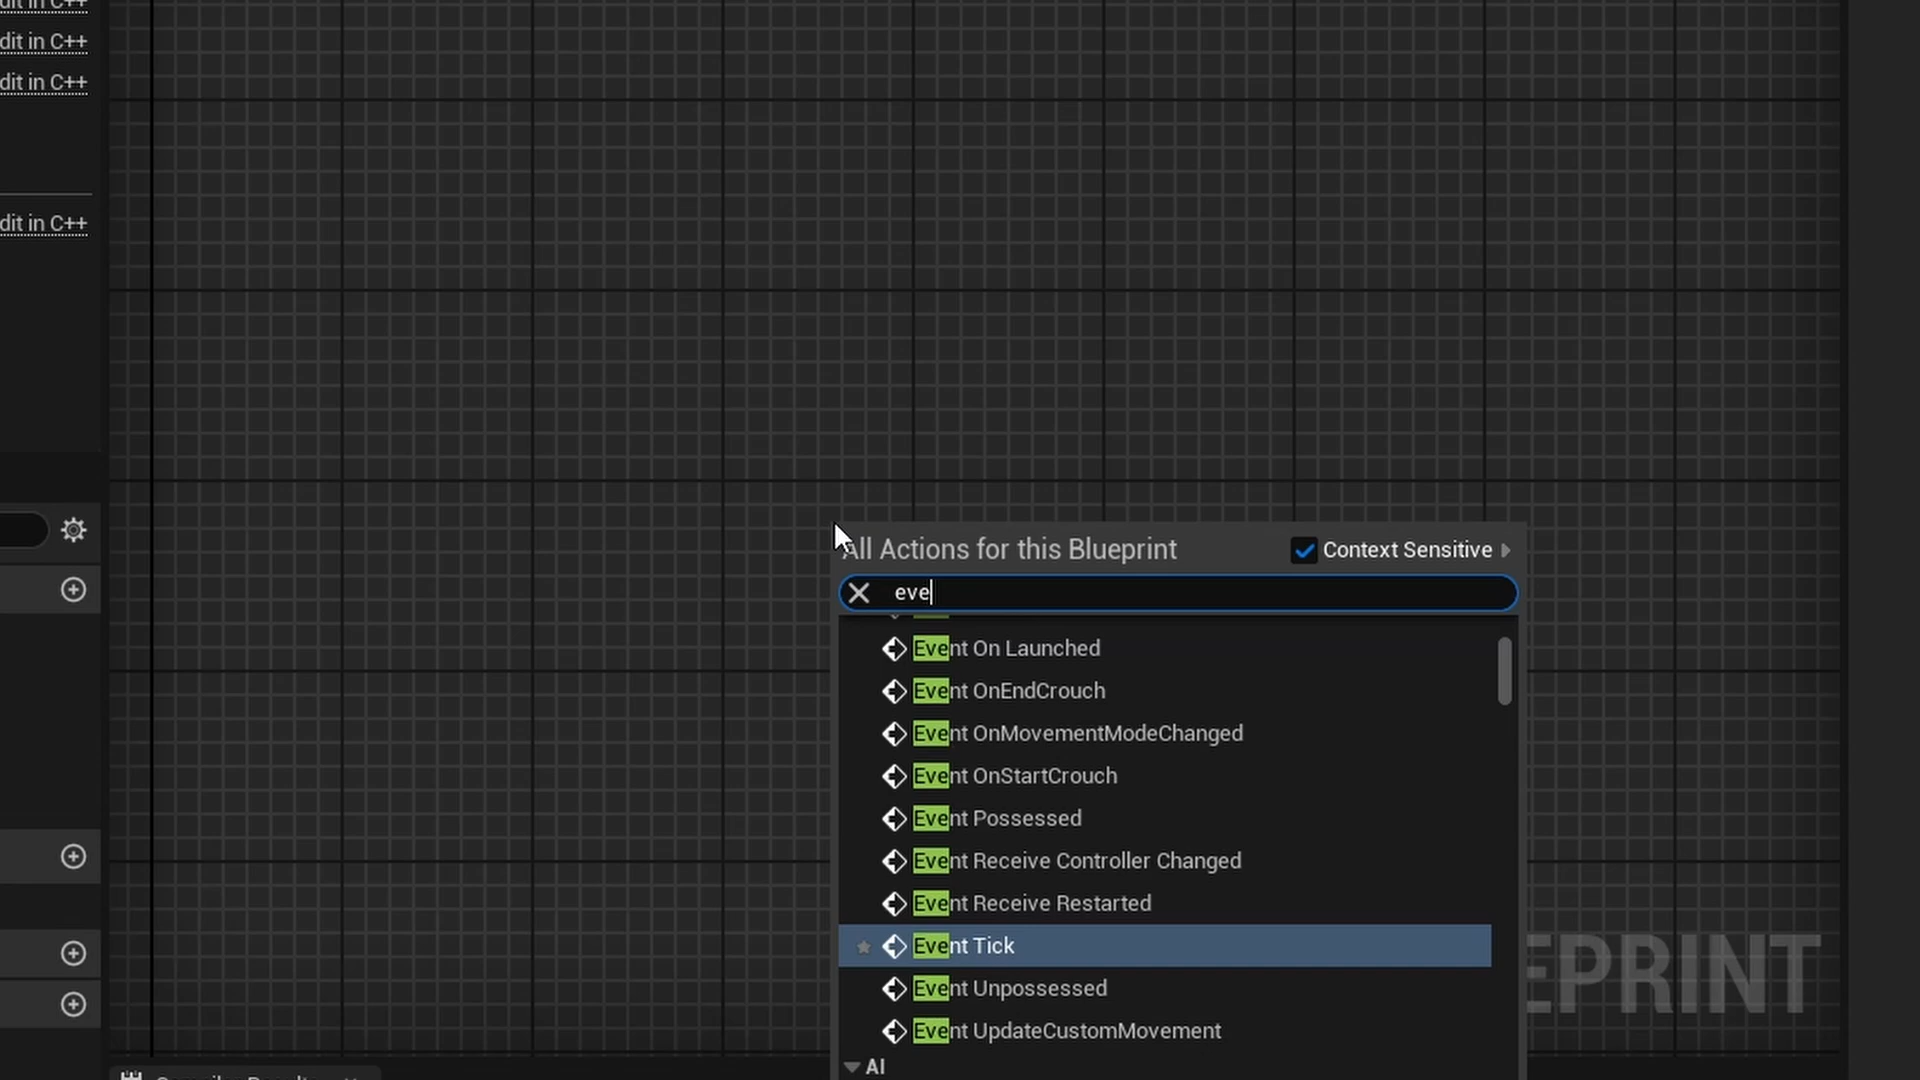 dit in C++
dit in C++
dit in C++
dit in C++
All Actions for this Blueprint
Context Sensitive
eve
Event On Launched
Event OnEndCrouch
Event OnMovementModeChanged
Event OnStartCrouch
Event Possessed
Event Receive Controller Changed
Event Receive Restarted
Event Tick
Event Unpossessed
Event UpdateCustomMovement
AI
EPRINT